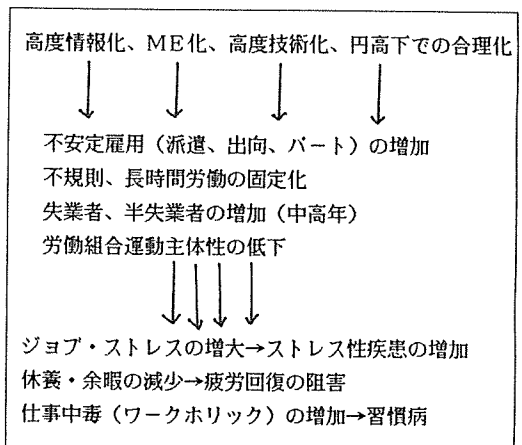 高度情報化、ME化、高度技術化、円高下での合理化
不安定雇用（派遣、出向、パート）の増加
不規則、長時間労働の固定化
失業者、半失業者の増加（中高年）
労働組合運動主体性の低下
ジョブ・ストレスの増大→ストレス性疾患の増加
休養・余暇の減少→疲労回復の阻害
仕事中毒（ワークホリック）の増加→習慣病